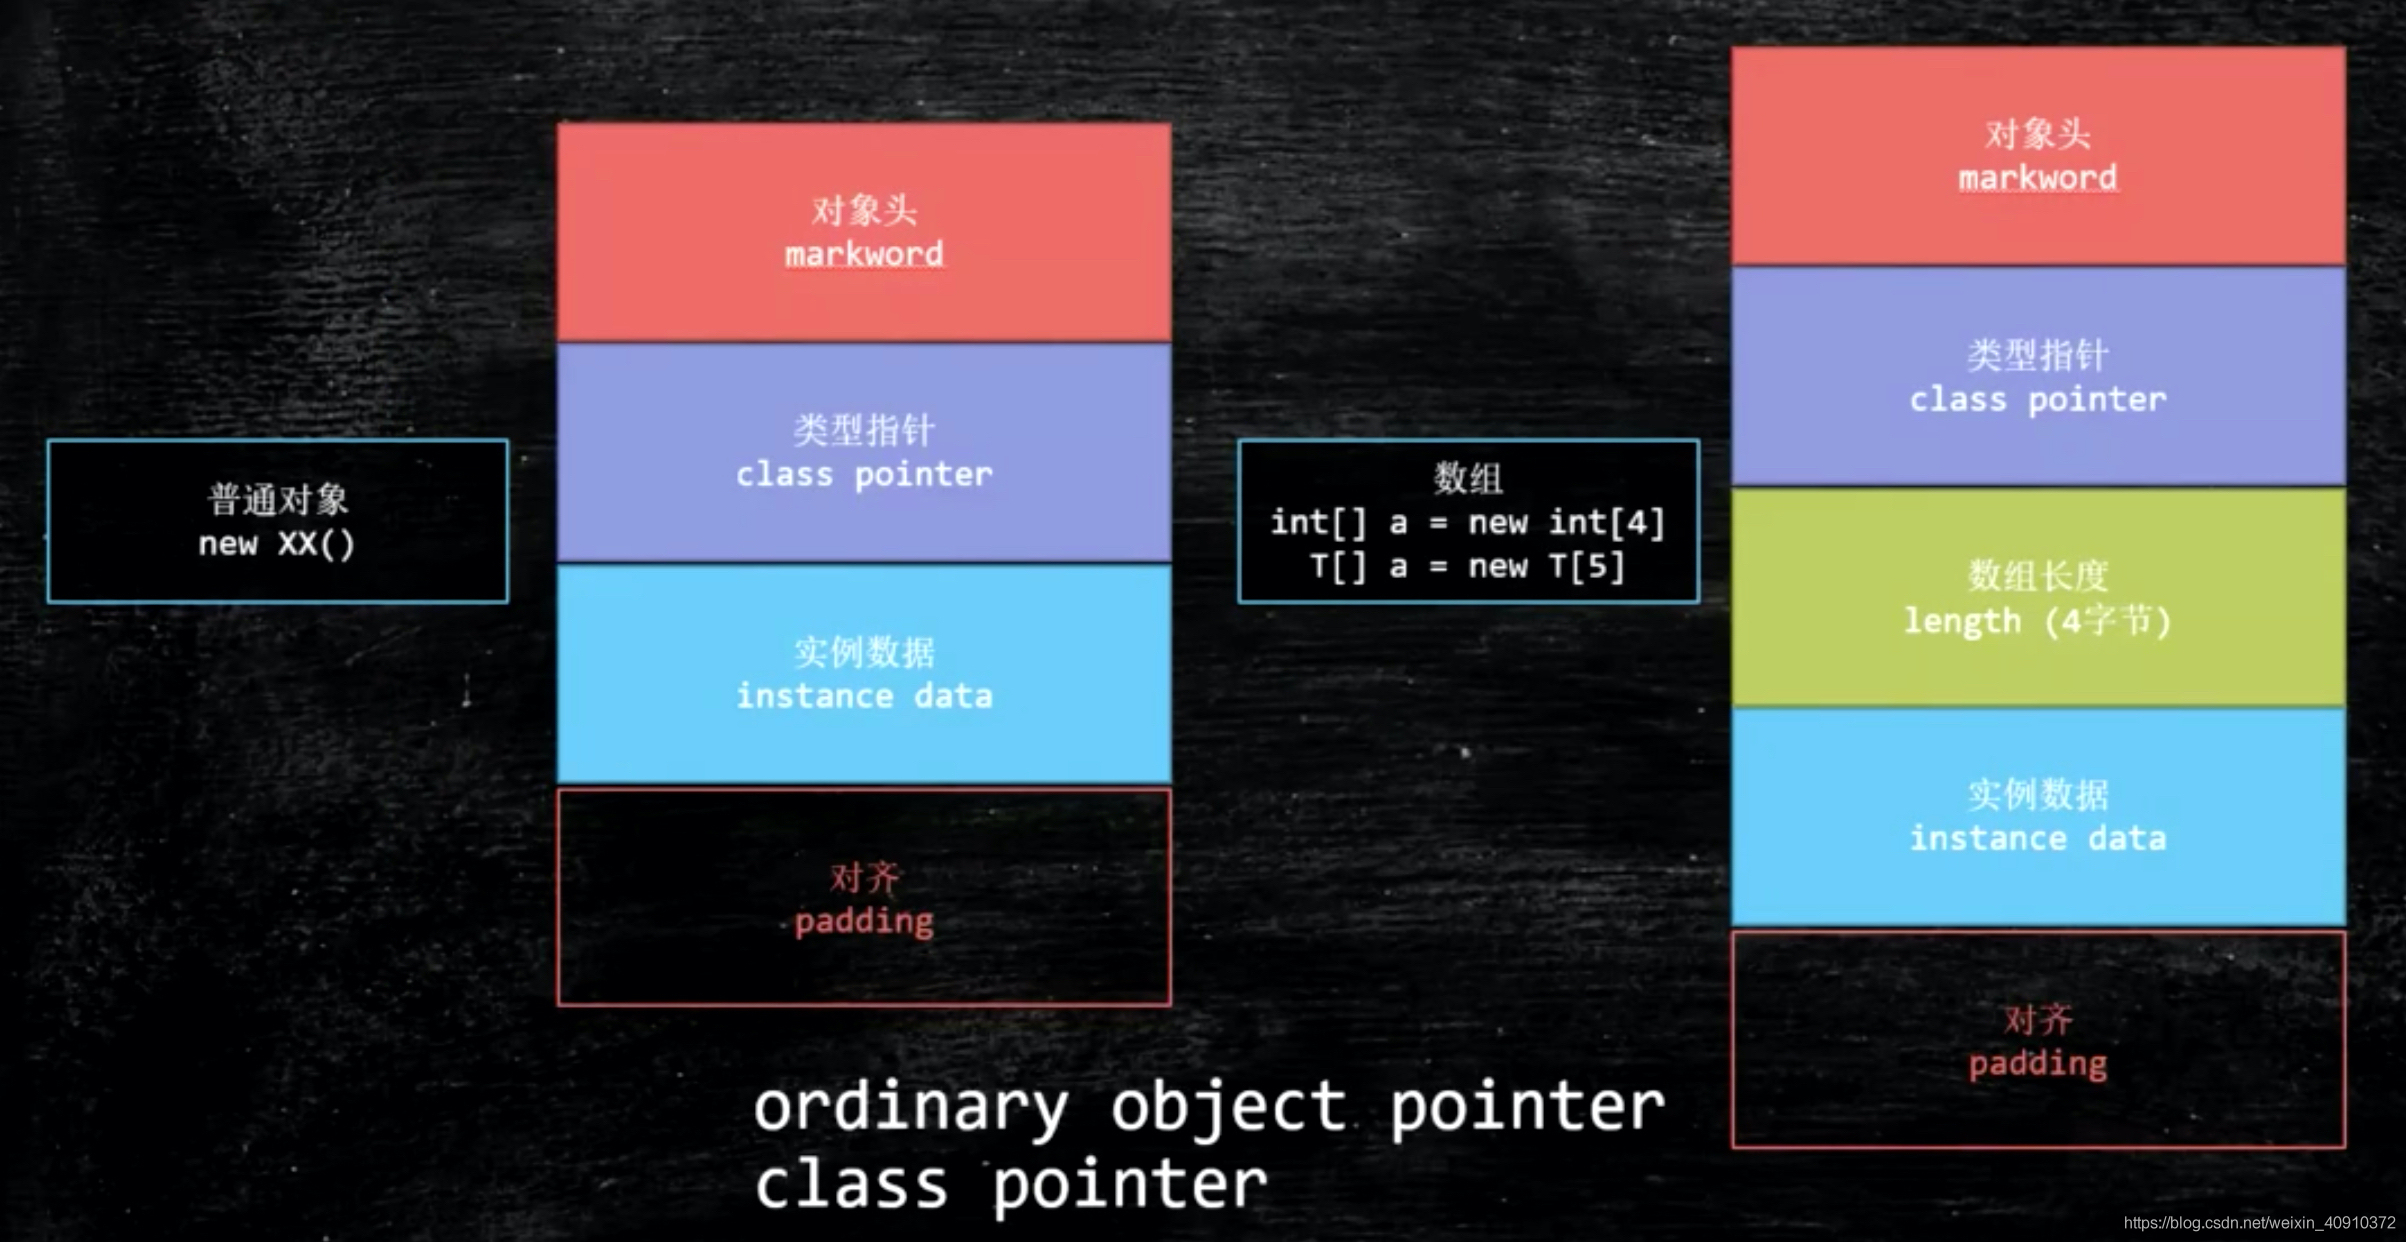 普通对象
new XX()
对象头
markword
类型指针
class pointer
实例数据
instance data
对齐
padding
数组
int[] a = new int[4]
T[] a = new T[5]
对象头
markword
类型指针
class pointer
数组长度
length (4字节)
实例数据
instance data
对齐
padding
ordinary object pointer
class pointer
https://blog.csdn.net/weixin_40910372